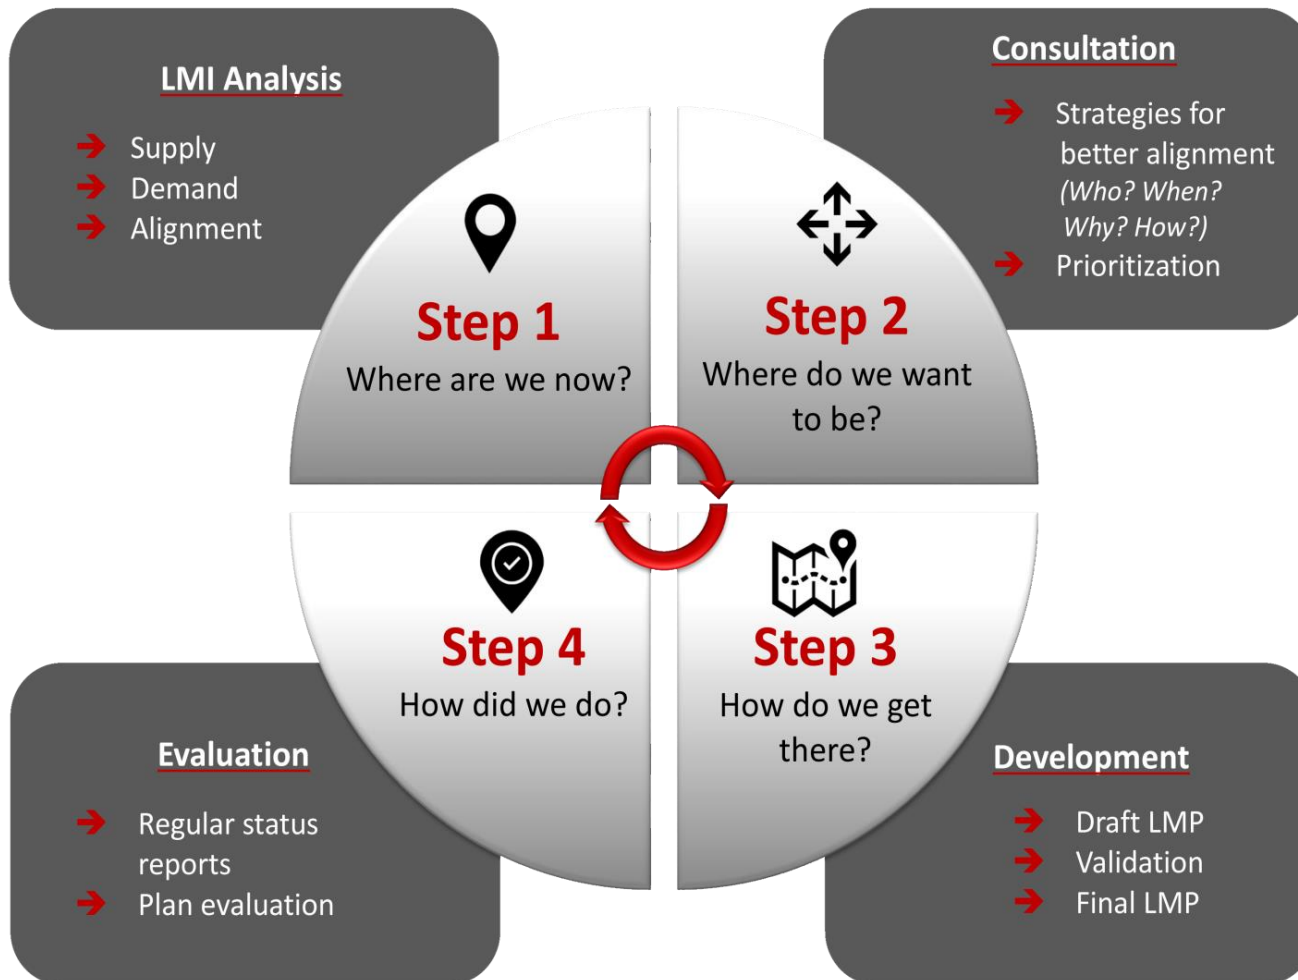 LMI Analysis
Supply
Demand
Alignment
Step 1
Where are we now?
Consultation
Strategies for
better alignment
(Who? When?
Why? How?)
Prioritization
Step 2
Where do we want
to be?
Step 3
How do we get
there?
Development
Draft LMP
Validation
Final LMP
Step 4
How did we do?
Evaluation
Regular status
reports
Plan evaluation